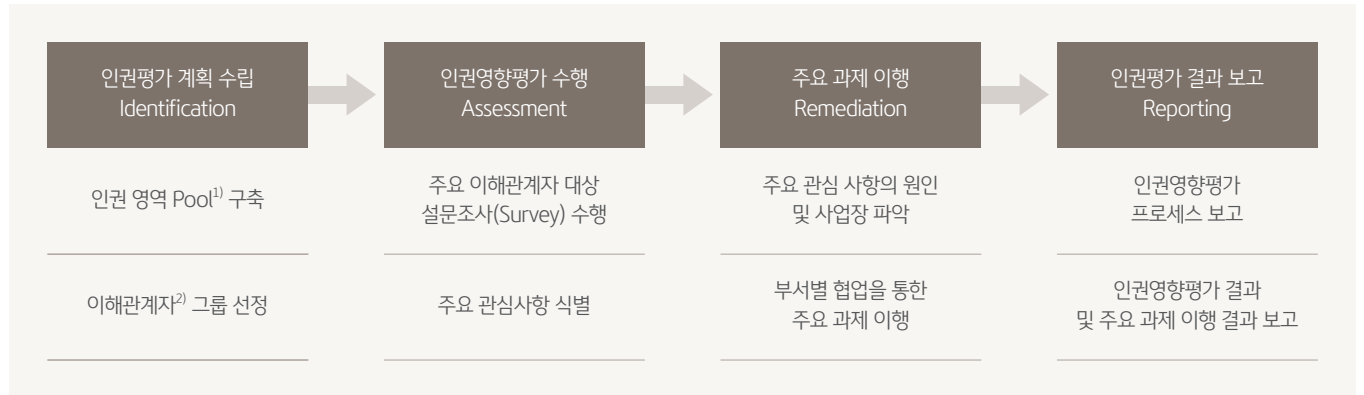 인권평가 계획 수립
Identification
인권영향평가 수행
Assessment
주요 과제 이행
Remediation
인권평가 결과 보고
Reporting
인권 영역 Pool1) 구축
주요 이해관계자 대상
설문조사(Survey) 수행
주요 관심 사항의 원인
및 사업장 파악
인권영향평가
프로세스 보고
이해관계자2) 그룹 선정
주요 관심사항 식별
부서별 협업을 통한
주요 과제 이행
인권영향평가 결과
및 주요 과제 이행 결과 보고